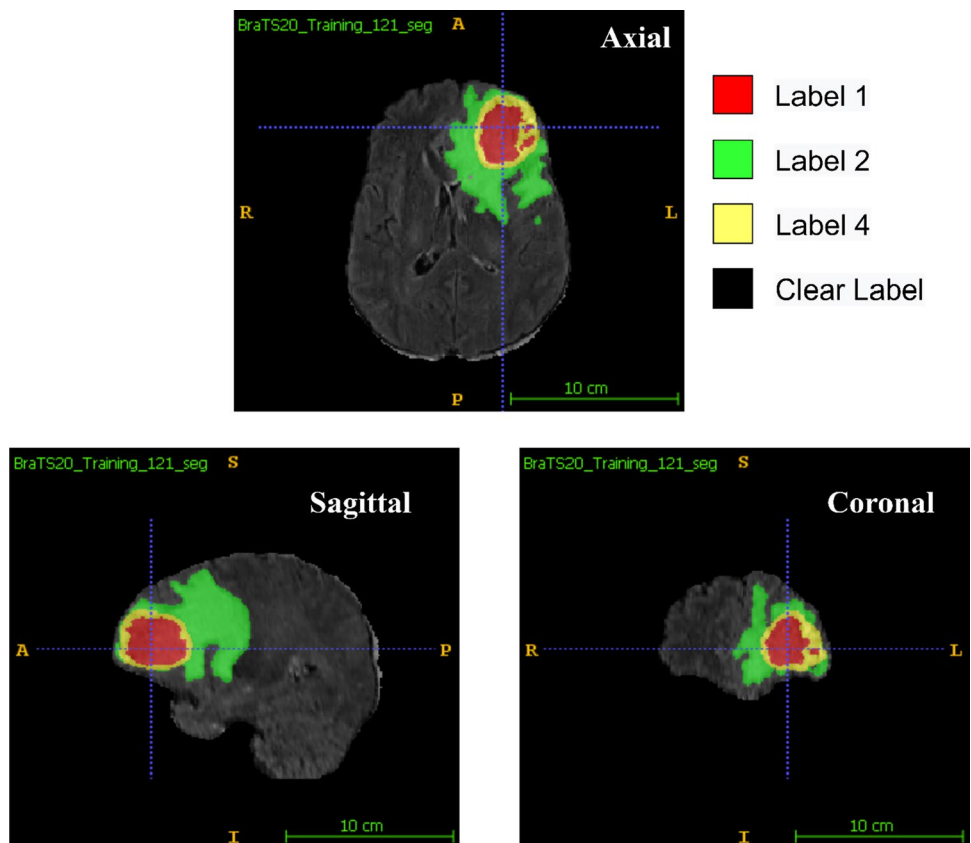 BraTS20_Training_121_seg
A
Axial
R
L
10 cm
P
Label 1
Label 2
Label 4
Clear Label
BraTS20_Training_121_seg
S
Sagittal
A
P
10 cm
I
BraTS20_Training_121_seg
S
Coronal
R
L
10 cm
I